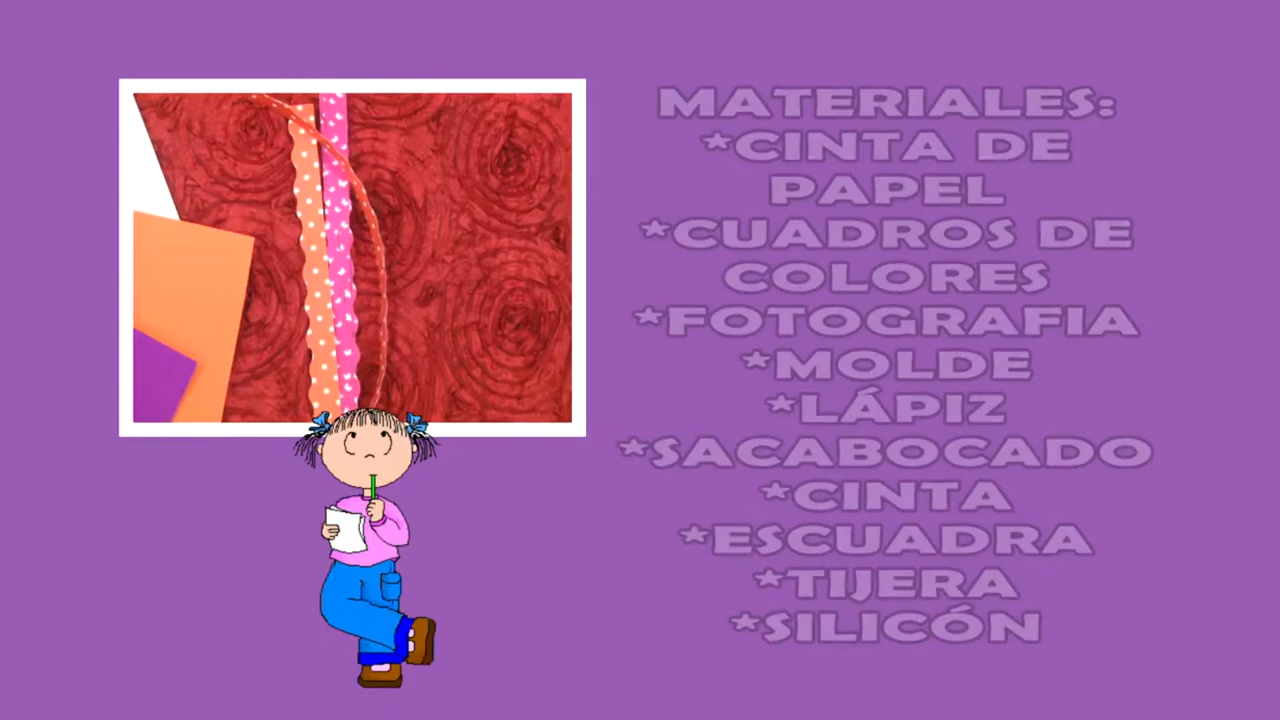 MATERIALES:
*CINTA DE
PAPEL
*CUADROS DE
COLORES
*FOTOGRAFIA
*MOLDE
*LÁPIZ
*SACABOCADO
*CINTA
*ESCUADRA
*TIJERA
*SILICÓN